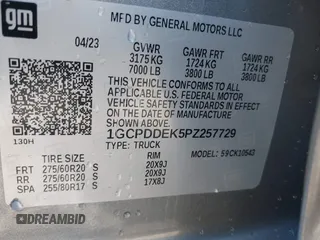 gm
MFD BY GENERAL MOTORS LLC
04/23 GVWR GAWR FRT GAWR RR
3175 KG 1724 KG 1724 KG
7000 LB 3800 LB 3800 LB
THIS VEHICLE CONFORMS TO ALL
APPLICABLE U.S. FEDERAL MOTOR
VEHICLE SAFETY STANDARDS IN
EFFECT ON THE DATE OF
MANUFACTURE SHOWN ABOVE.
1GCPDDEK5PZ257729
130H TYPE: TRUCK
MODEL:
RIM
FRT 275/60R20 S 20X9J
RR 275/60R20 S 20X9J
SPA 255/80R17 S 17X8J
DREAMBID